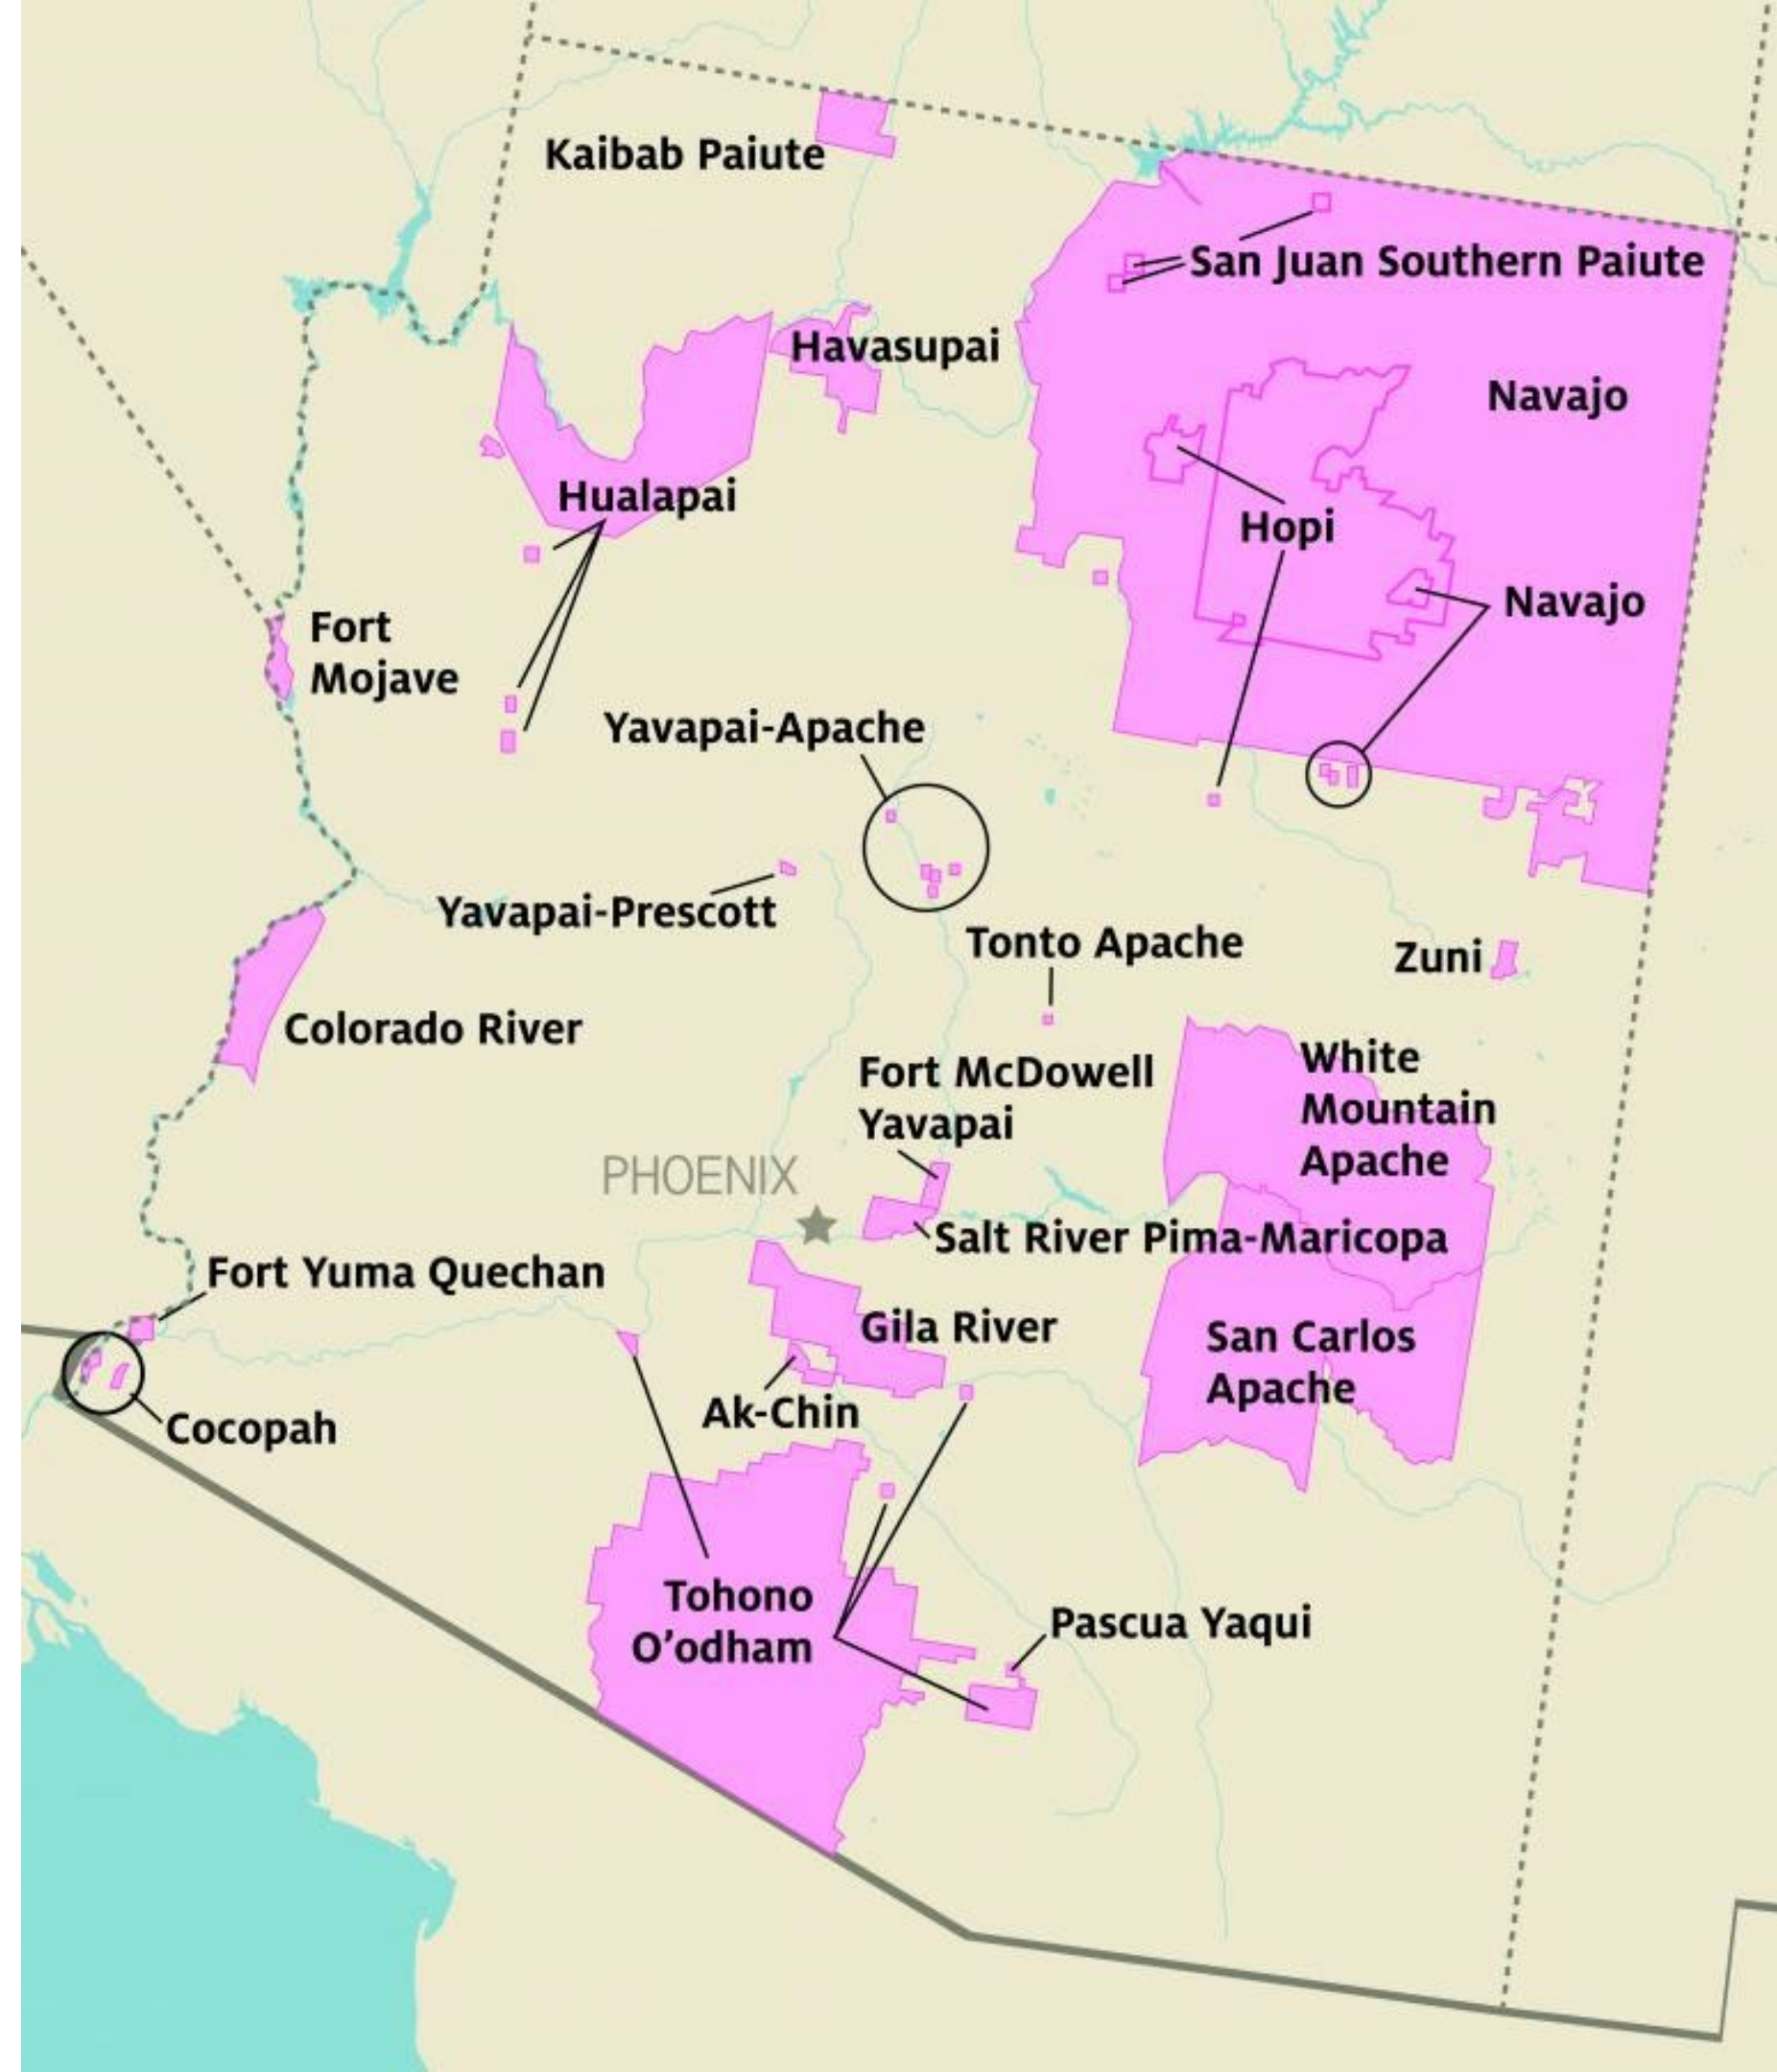 Kaibab Paiute
San Juan Southern Paiute
Havasupai
Navajo
Hualapai
Hopi
Navajo
Fort
Mojave
Yavapai-Apache
Yavapai-Prescott
Tonto Apache
Zuni
Colorado River
White
Mountain
Apache
Fort McDowell
Yavapai
PHOENIX
Salt River Pima-Maricopa
Fort Yuma Quechan
Gila River
San Carlos
Apache
Ak-Chin
Cocopah
Tohono
O'odham
Pascua Yaqui